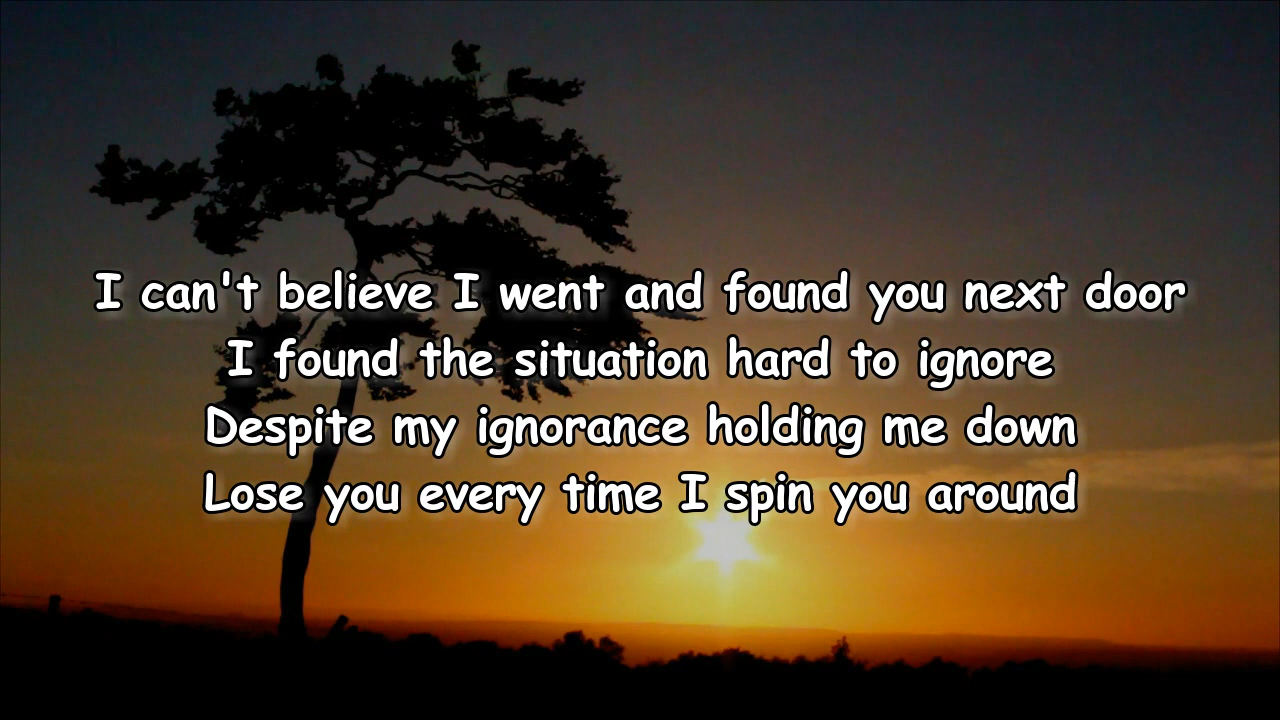 I can't believe I went and found you next door
I found the situation hard to ignore
Despite my ignorance holding me down
Lose you every time I spin you around